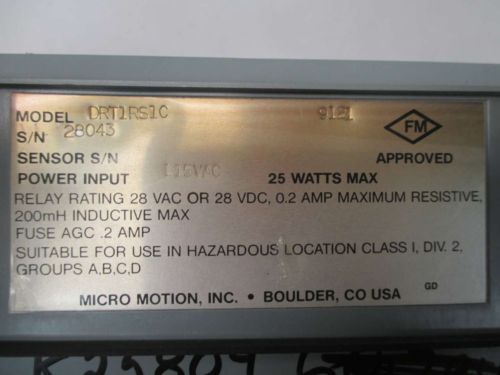 MODEL DRT1RS1C 9121
FM
S/N 28043
SENSOR S/N APPROVED
POWER INPUT 115VAC 25 WATTS MAX
RELAY RATING 28 VAC OR 28 VDC, 0.2 AMP MAXIMUM RESISTIVE,
200mH INDUCTIVE MAX
FUSE AGC .2 AMP
SUITABLE FOR USE IN HAZARDOUS LOCATION CLASS I, DIV. 2,
GROUPS A,B,C,D
GD
MICRO MOTION, INC. • BOULDER, CO USA